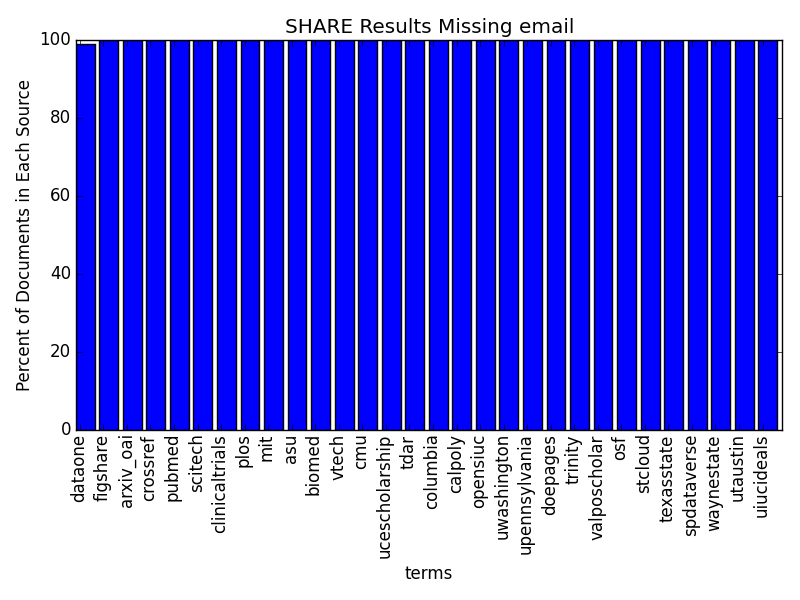 SHARE Results Missing email
Percent of Documents in Each Source
100
80
60
40
20
0
dataone
figshare
arxiv_oai
crossref
pubmed
scitech
clinicaltrials
plos
mit
asu
biomed
vtech
cmu
ucescholarship
tdar
columbia
calpoly
opensiuc
uwashington
upennsylvania
doepages
trinity
valposcholar
osf
stcloud
texasstate
spdataverse
waynestate
utaustin
uiucideals
terms